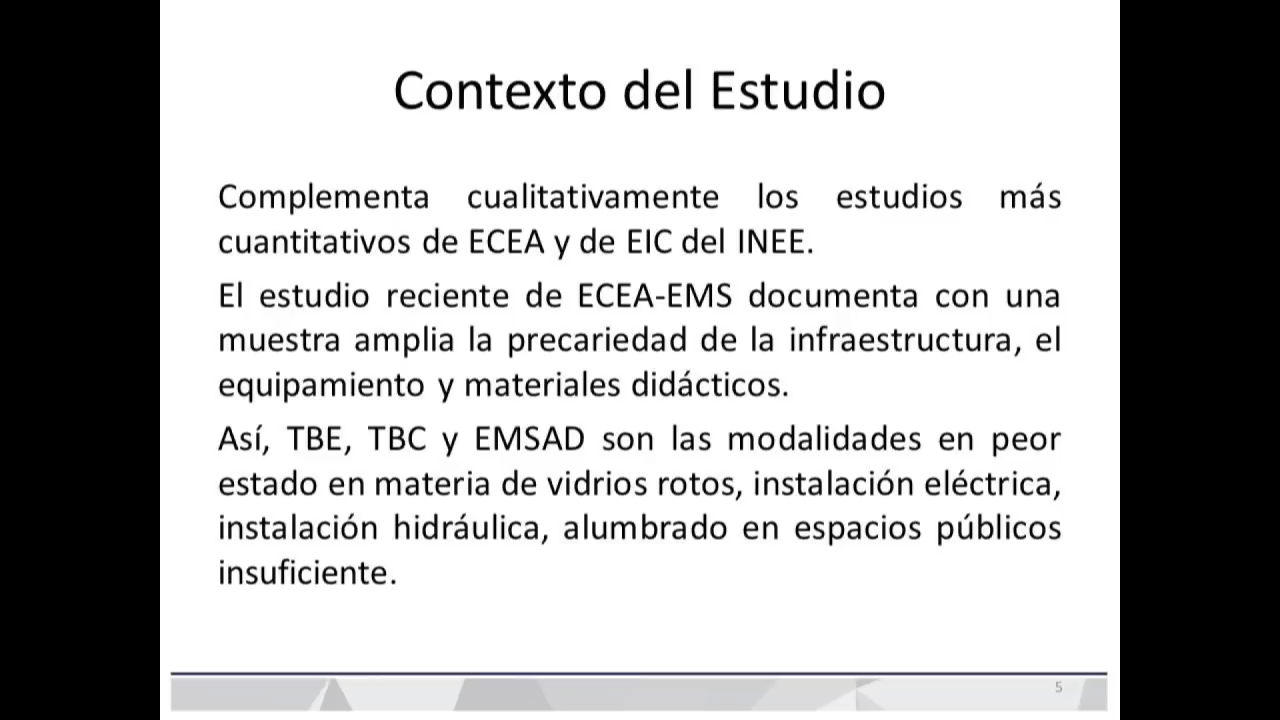 Contexto del Estudio
Complementa cualitativamente los estudios más
cuantitativos de ECEA y de EIC del INEE.
El estudio reciente de ECEA-EMS documenta con una
muestra amplia la precariedad de la infraestructura, el
equipamiento y materiales didácticos.
Así, TBE, TBC y EMSAD son las modalidades en peor
estado en materia de vidrios rotos, instalación eléctrica,
instalación hidráulica, alumbrado en espacios públicos
insuficiente.
5